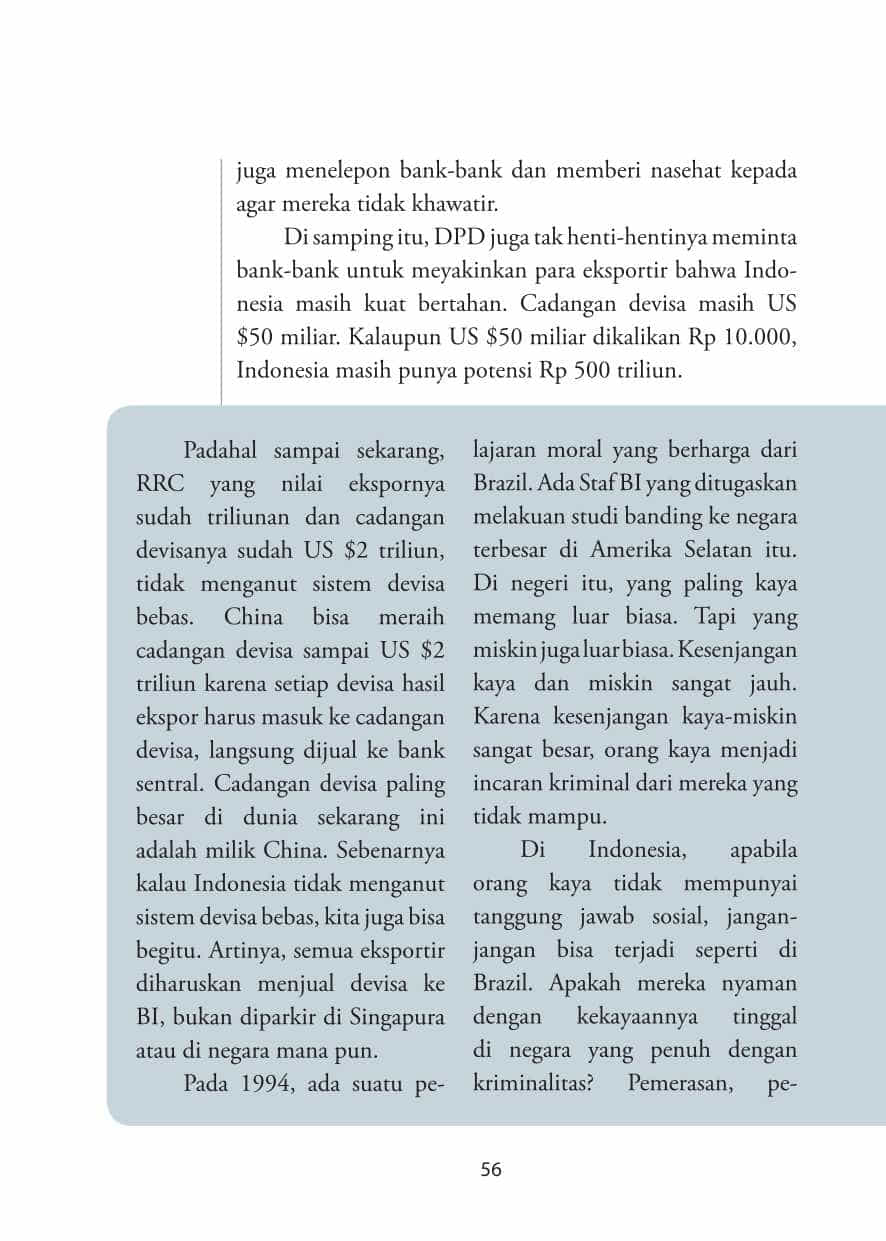 juga menelepon bank-bank dan memberi nasehat kepada
agar mereka tidak khawatir.
Di samping itu, DPD juga tak henti-hentinya meminta
bank-bank untuk meyakinkan para eksportir bahwa Indo-
nesia masih kuat bertahan. Cadangan devisa masih US
$50 miliar. Kalaupun US $50 miliar dikalikan Rp 10.000,
Indonesia masih punya potensi Rp 500 triliun.
Padahal sampai sekarang,
RRC yang nilai ekspornya
sudah triliunan dan cadangan
devisanya sudah US $2 triliun,
tidak menganut sistem devisa
bebas. China bisa meraih
cadangan devisa sampai US $2
triliun karena setiap devisa hasil
ekspor harus masuk ke cadangan
devisa, langsung dijual ke bank
sentral. Cadangan devisa paling
besar di dunia sekarang ini
adalah milik China. Sebenarnya
kalau Indonesia tidak menganut
sistem devisa bebas, kita juga bisa
begitu. Artinya, semua eksportir
diharuskan menjual devisa ke
BI, bukan diparkir di Singapura
atau di negara mana pun.
Pada 1994, ada suatu pe-
lajaran moral yang berharga dari
Brazil. Ada Staf BI yang ditugaskan
melakuan studi banding ke negara
terbesar di Amerika Selatan itu.
Di negeri itu, yang paling kaya
memang luar biasa. Tapi yang
miskin juga luar biasa. Kesenjangan
kaya dan miskin sangat jauh.
Karena kesenjangan kaya-miskin
sangat besar, orang kaya menjadi
incaran kriminal dari mereka yang
tidak mampu.
Di Indonesia, apabila
orang kaya tidak mempunyai
tanggung jawab sosial, jangan-
jangan bisa terjadi seperti di
Brazil. Apakah mereka nyaman
dengan kekayaannya tinggal
di negara yang penuh dengan
kriminalitas? Pemerasan, pe-
56